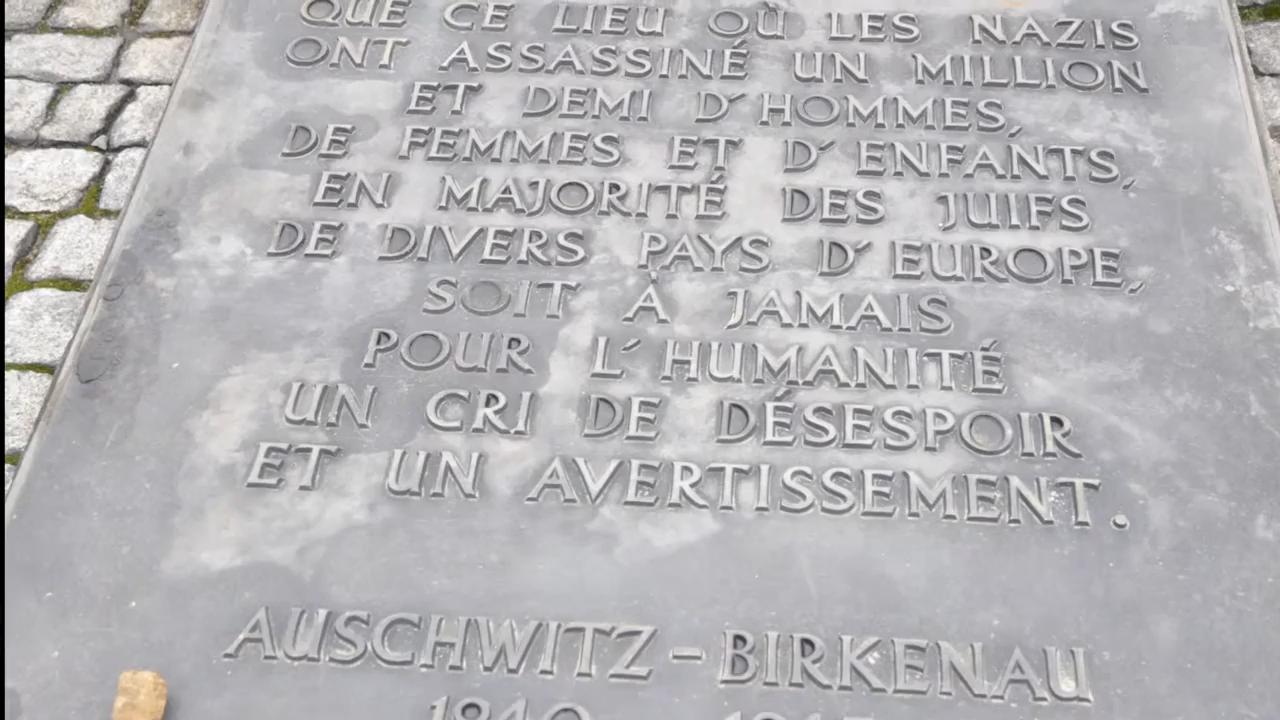 QUE CE LIEU OÙ LES NAZIS
ONT ASSASSINÉ UN MILLION
ET DEMI D'HOMMES,
DE FEMMES ET D'ENFANTS,
EN MAJORITÉ DES JUIFS
DE DIVERS PAYS D'EUROPE,
SOIT À JAMAIS
POUR L'HUMANITÉ
UN CRI DE DÉSESPOIR
ET UN AVERTISSEMENT.
AUSCHWITZ-BIRKENAU
1940 1945